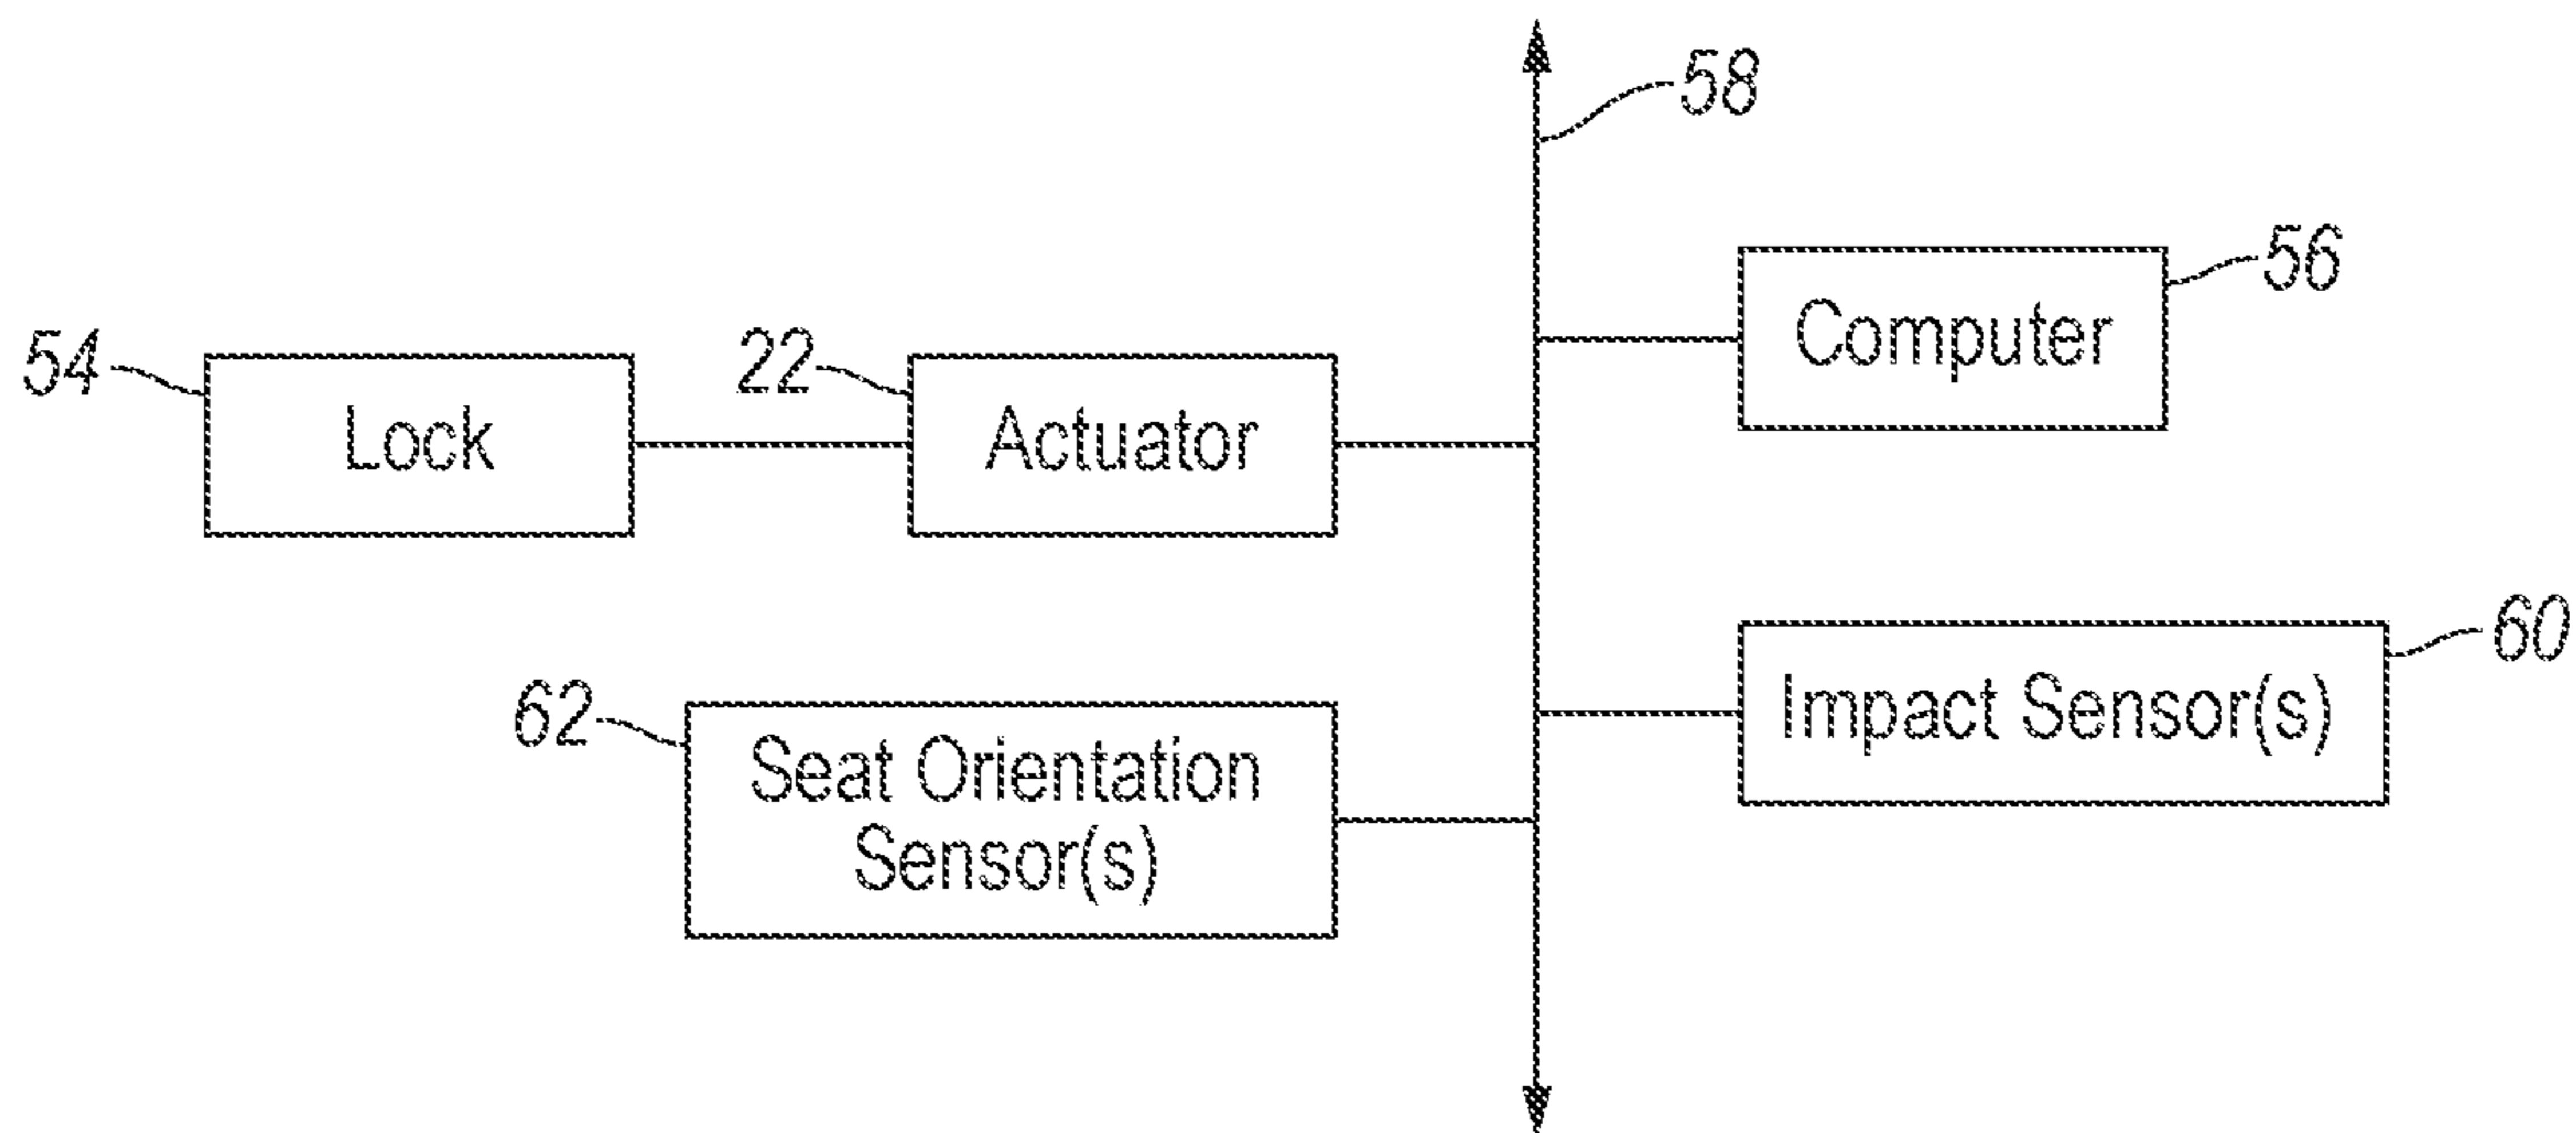 58
56
Computer
54
Lock
22
Actuator
60
Impact Sensor(s)
62
Seat Orientation
Sensor(s)